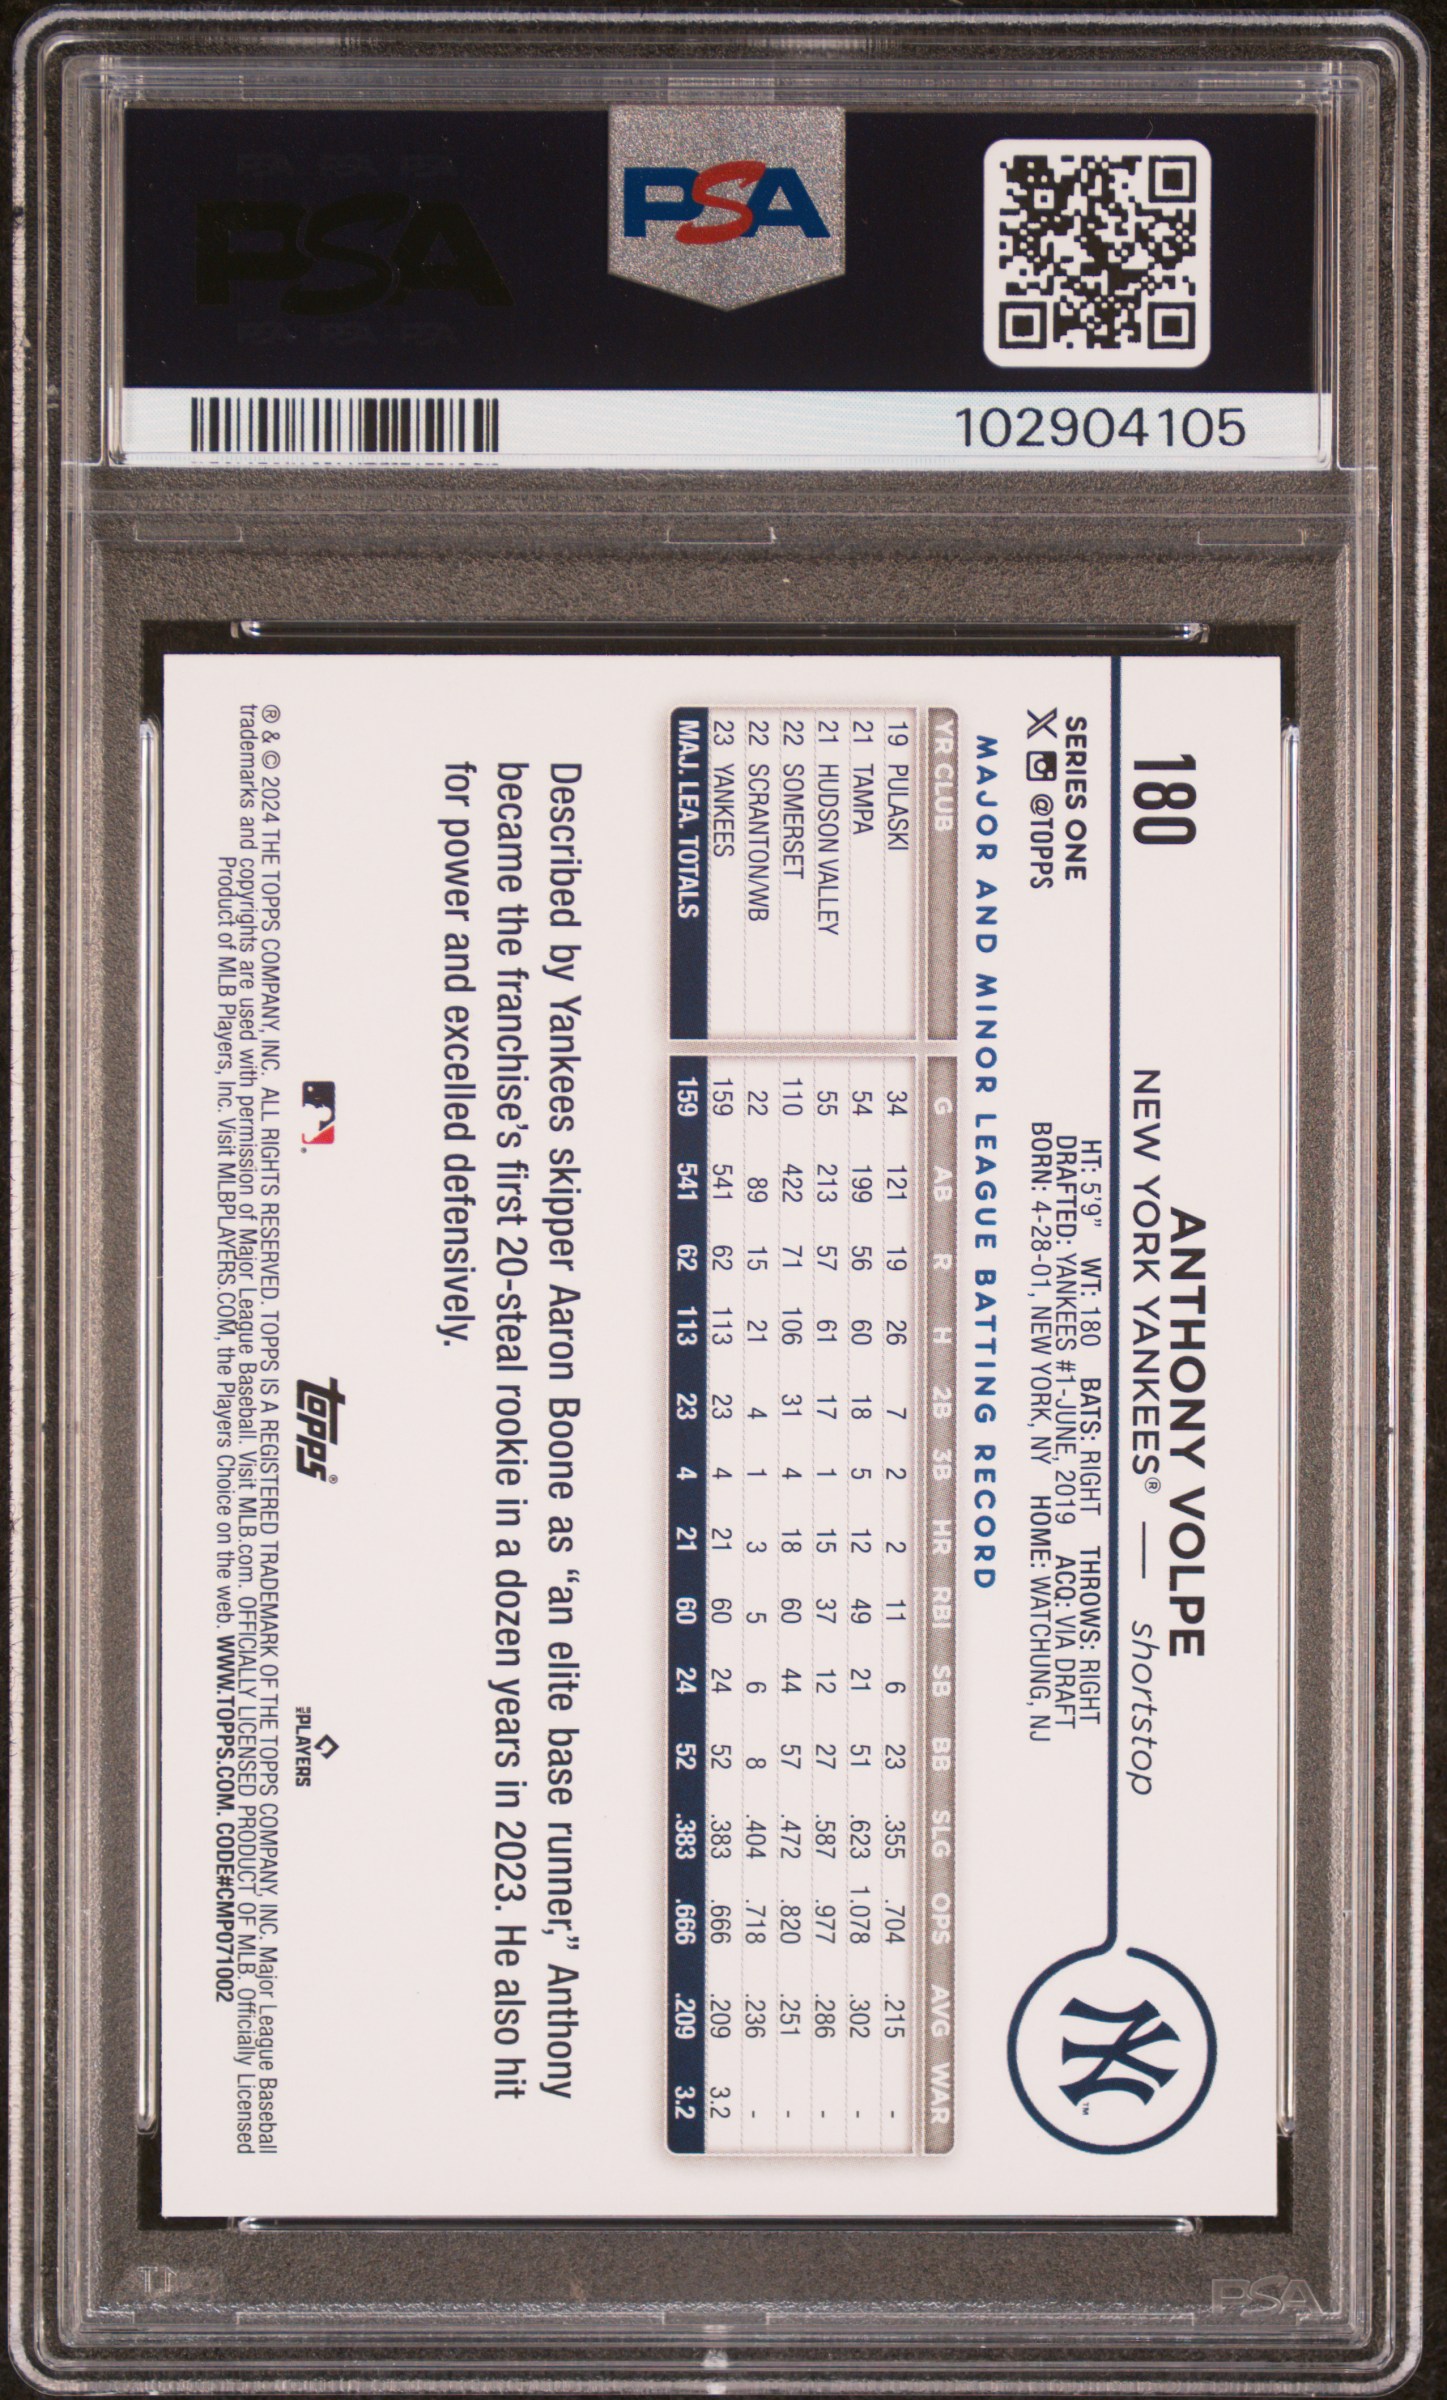 PSA
PSA
102904105
180
ANTHONY VOLPE
NEW YORK YANKEES® — shortstop
SERIES ONE
X @TOPPS
HT: 5'9" WT: 180 BATS: RIGHT THROWS: RIGHT
DRAFTED: YANKEES #1-JUNE, 2019 ACQ: VIA DRAFT
BORN: 4-28-01, NEW YORK, NY HOME: WATCHUNG, NJ
NY™
MAJOR AND MINOR LEAGUE BATTING RECORD
YR CLUB G AB R H 2B 3B HR RBI SB BB SLG OPS AVG WAR
19 PULASKI 34 121 19 26 7 2 2 11 6 23 .355 .704 .215 -
21 TAMPA 54 199 56 60 18 5 12 49 21 51 .623 1.078 .302 -
21 HUDSON VALLEY 55 213 57 61 17 1 15 37 12 27 .587 .977 .286 -
22 SOMERSET 110 422 71 106 31 4 18 60 44 57 .472 .820 .251 -
22 SCRANTON/WB 22 89 15 21 4 1 3 5 6 8 .404 .718 .236 -
23 YANKEES 159 541 62 113 23 4 21 60 24 52 .383 .666 .209 3.2
MAJ. LEA. TOTALS 159 541 62 113 23 4 21 60 24 52 .383 .666 .209 3.2
Described by Yankees skipper Aaron Boone as “an elite base runner,” Anthony
became the franchise’s first 20-steal rookie in a dozen years in 2023. He also hit
for power and excelled defensively.
topps® MLB PLAYERS
® & © 2024 THE TOPPS COMPANY, INC. ALL RIGHTS RESERVED. TOPPS IS A REGISTERED TRADEMARK OF THE TOPPS COMPANY, INC. Major League Baseball
trademarks and copyrights are used with permission of Major League Baseball. Visit MLB.com. OFFICIALLY LICENSED PRODUCT OF MLB. Officially Licensed
Product of MLB Players, Inc. Visit MLBPLAYERS.COM, the Players Choice on the web. WWW.TOPPS.COM. CODE#CMP071002
PSA